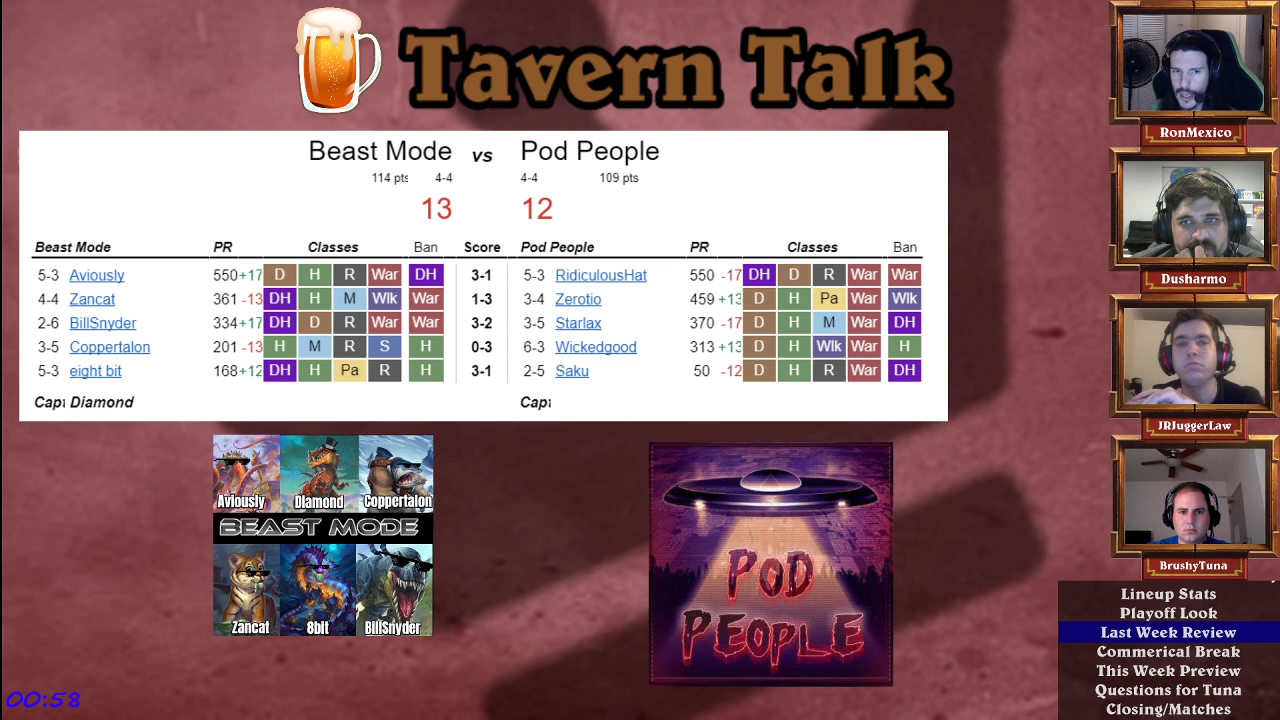 Tavern Talk
Beast Mode vs Pod People
114 pts 4-4 4-4 109 pts
13 12
Beast Mode PR Classes Ban Score Pod People PR Classes Ban
5-3 Aviously 550 +17 D H R War DH 3-1 5-3 RidiculousHat 550 -17 DH D R War War
4-4 Zancat 361 -13 DH H M Wlk War 1-3 3-4 Zerotio 459 +13 D H Pa War Wlk
2-6 BillSnyder 334 +17 DH D R War War 3-2 3-5 Starlax 370 -17 D H M War DH
3-5 Coppertalon 201 -13 H M R S H 0-3 6-3 Wickedgood 313 +13 D H Wlk War H
5-3 eight bit 168 +12 DH H Pa R H 3-1 2-5 Saku 50 -12 D H R War DH
Capt Diamond Capt
Aviously Diamond Coppertalon
BEAST MODE
Zancat 8bit BillSnyder
POD
PEOPLE
RonMexico
Dusharmo
JRJuggerLaw
BrushyTuna
Lineup Stats
Playoff Look
Last Week Review
Commerical Break
This Week Preview
Questions for Tuna
Closing/Matches
00:58